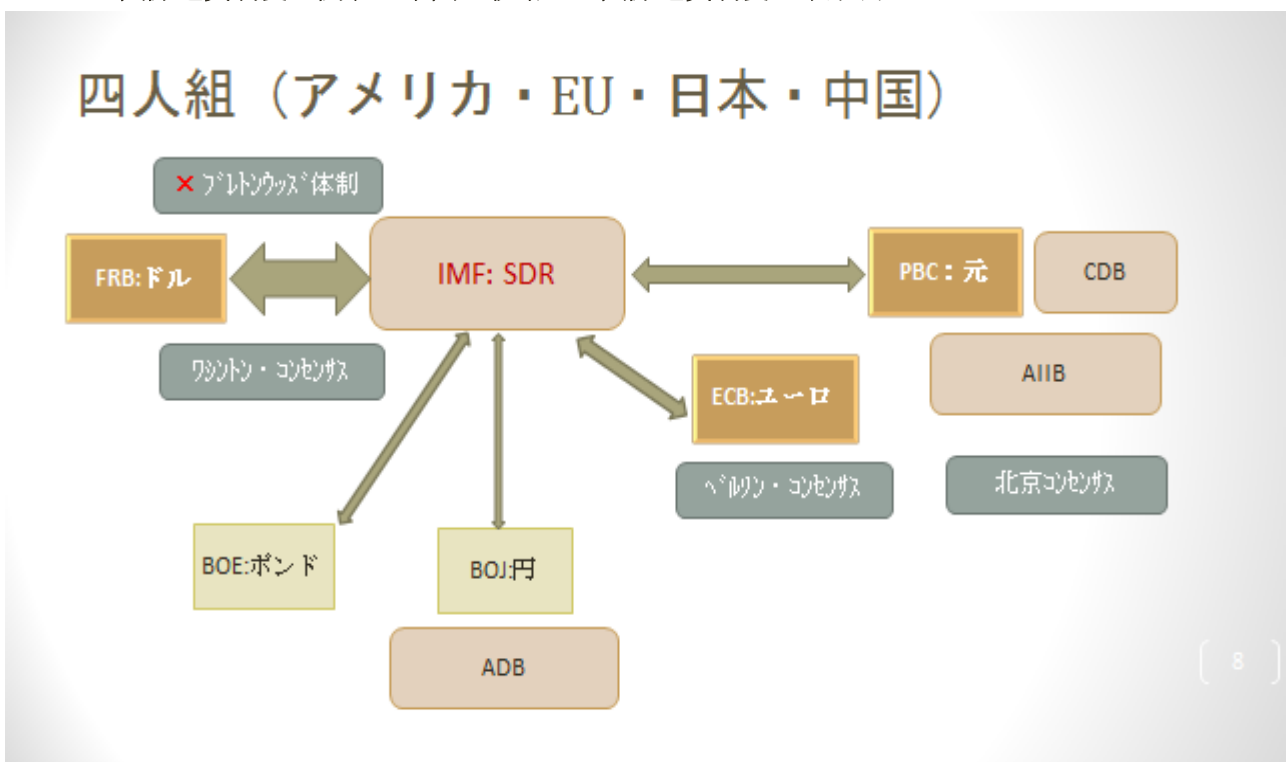 四人組（アメリカ・EU・日本・中国）
× ﾌﾞﾚﾄﾝｳｯｽﾞ体制
FRB:ドル
IMF: SDR
PBC：元
CDB
ﾜｼﾝﾄﾝ・ｺﾝｾﾝｻｽ
ECB:ユーロ
AIIB
ﾍﾞﾙﾘﾝ・ｺﾝｾﾝｻｽ
北京ｺﾝｾﾝｻｽ
BOE:ポンド
BOJ:円
ADB
8